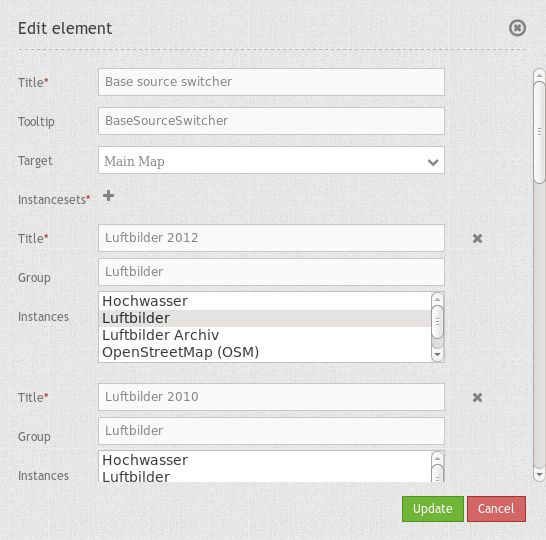 Edit element
Title* Base source switcher
Tooltip BaseSourceSwitcher
Target Main Map
Instancesets*
Title* Luftbilder 2012
Group Luftbilder
Instances
Hochwasser
Luftbilder
Luftbilder Archiv
OpenStreetMap (OSM)
Title* Luftbilder 2010
Group Luftbilder
Instances
Hochwasser
Luftbilder
Update Cancel